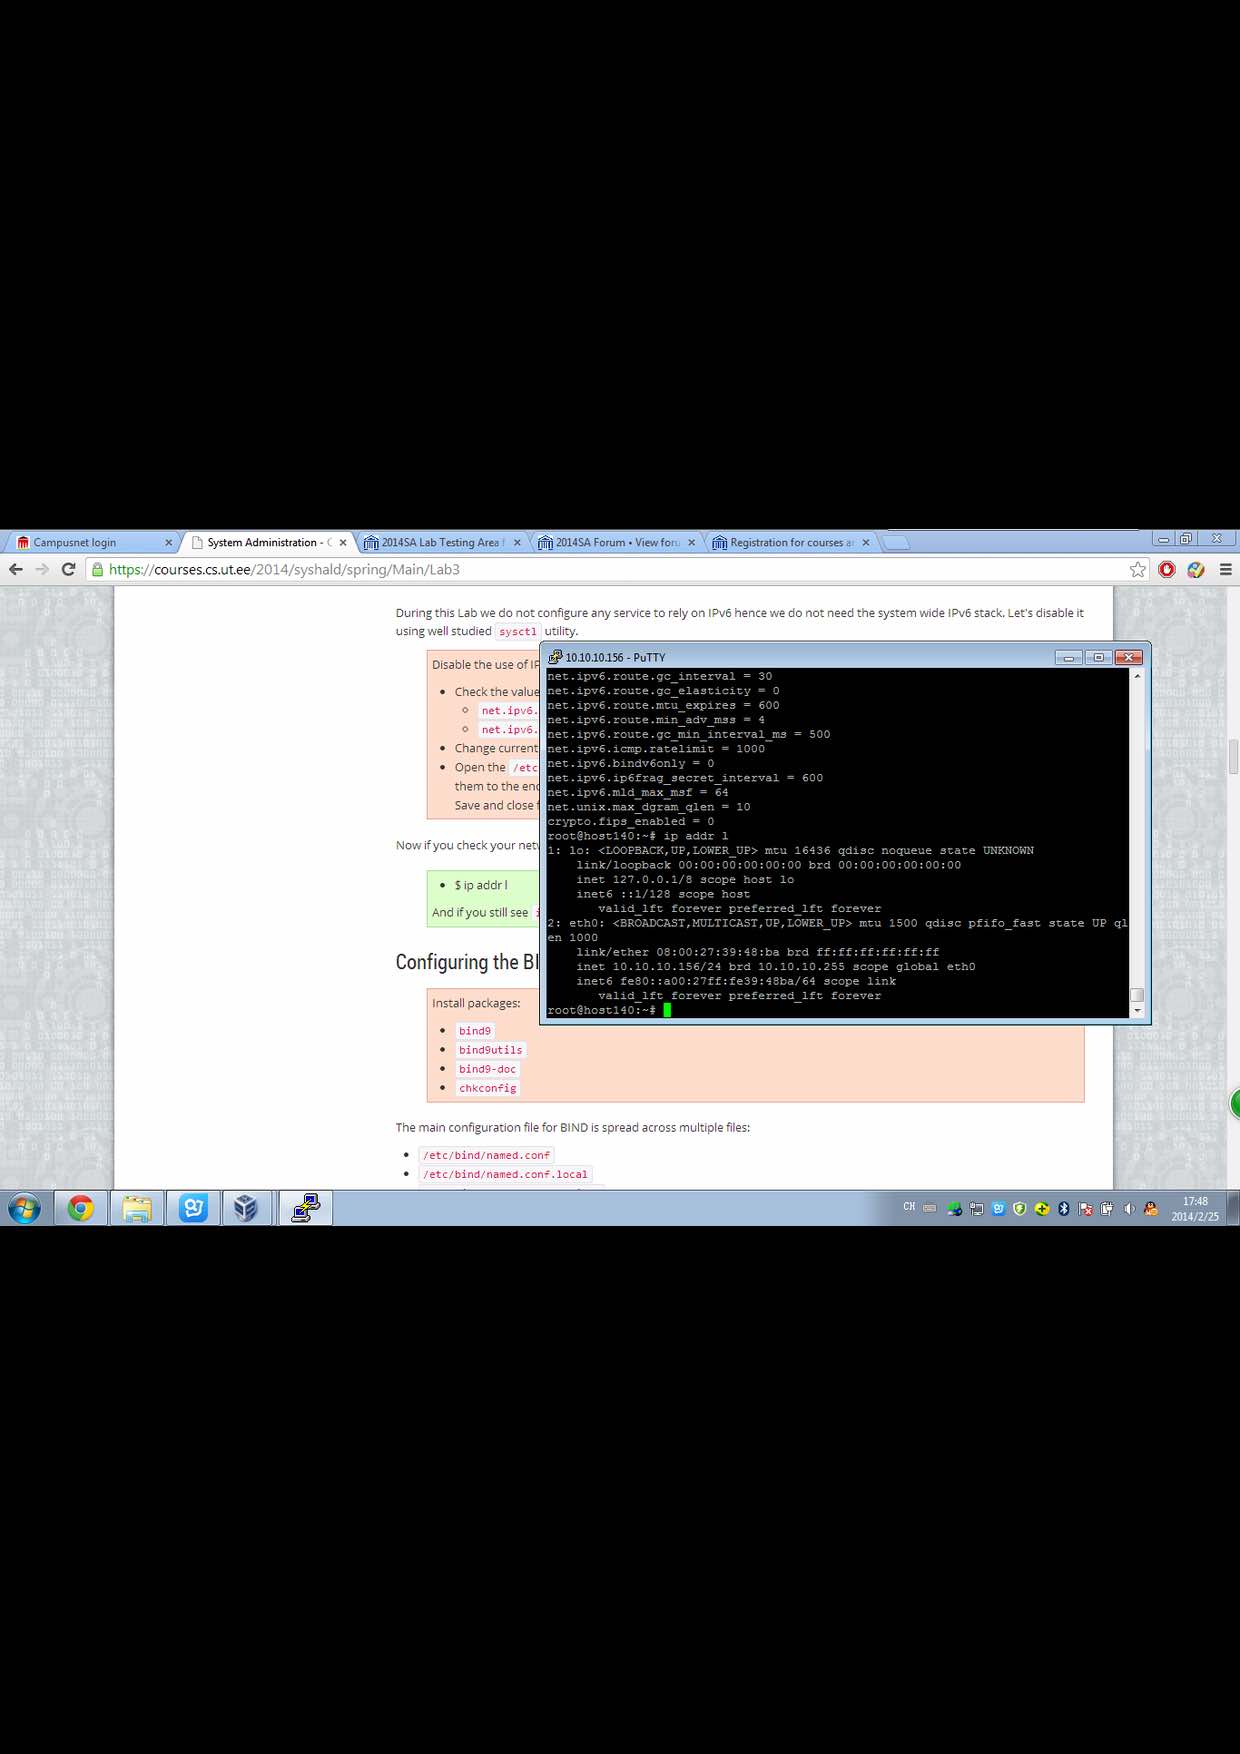 Campusnet login
System Administration - C
2014SA Lab Testing Area f
2014SA Forum • View foru
Registration for courses a
https://courses.cs.ut.ee/2014/syshald/spring/Main/Lab3
During this Lab we do not configure any service to rely on IPv6 hence we do not need the system wide IPv6 stack. Let's disable it
using well studied sysctl utility.
Disable the use of IP
Check the value
net.ipv6.
net.ipv6.
Change current
Open the /etc
them to the end
Save and close f
Now if you check your netw
$ ip addr l
And if you still see i
Configuring the BI
Install packages:
bind9
bind9utils
bind9-doc
chkconfig
The main configuration file for BIND is spread across multiple files:
/etc/bind/named.conf
/etc/bind/named.conf.local
10.10.10.156 - PuTTY
net.ipv6.route.gc_interval = 30
net.ipv6.route.gc_elasticity = 0
net.ipv6.route.mtu_expires = 600
net.ipv6.route.min_adv_mss = 4
net.ipv6.route.gc_min_interval_ms = 500
net.ipv6.icmp.ratelimit = 1000
net.ipv6.bindv6only = 0
net.ipv6.ip6frag_secret_interval = 600
net.ipv6.mld_max_msf = 64
net.unix.max_dgram_qlen = 10
crypto.fips_enabled = 0
root@host140:~# ip addr l
1: lo: <LOOPBACK,UP,LOWER_UP> mtu 16436 qdisc noqueue state UNKNOWN
link/loopback 00:00:00:00:00:00 brd 00:00:00:00:00:00
inet 127.0.0.1/8 scope host lo
inet6 ::1/128 scope host
valid_lft forever preferred_lft forever
2: eth0: <BROADCAST,MULTICAST,UP,LOWER_UP> mtu 1500 qdisc pfifo_fast state UP ql
en 1000
link/ether 08:00:27:39:48:ba brd ff:ff:ff:ff:ff:ff
inet 10.10.10.156/24 brd 10.10.10.255 scope global eth0
inet6 fe80::a00:27ff:fe39:48ba/64 scope link
valid_lft forever preferred_lft forever
root@host140:~#
CH
17:48
2014/2/25